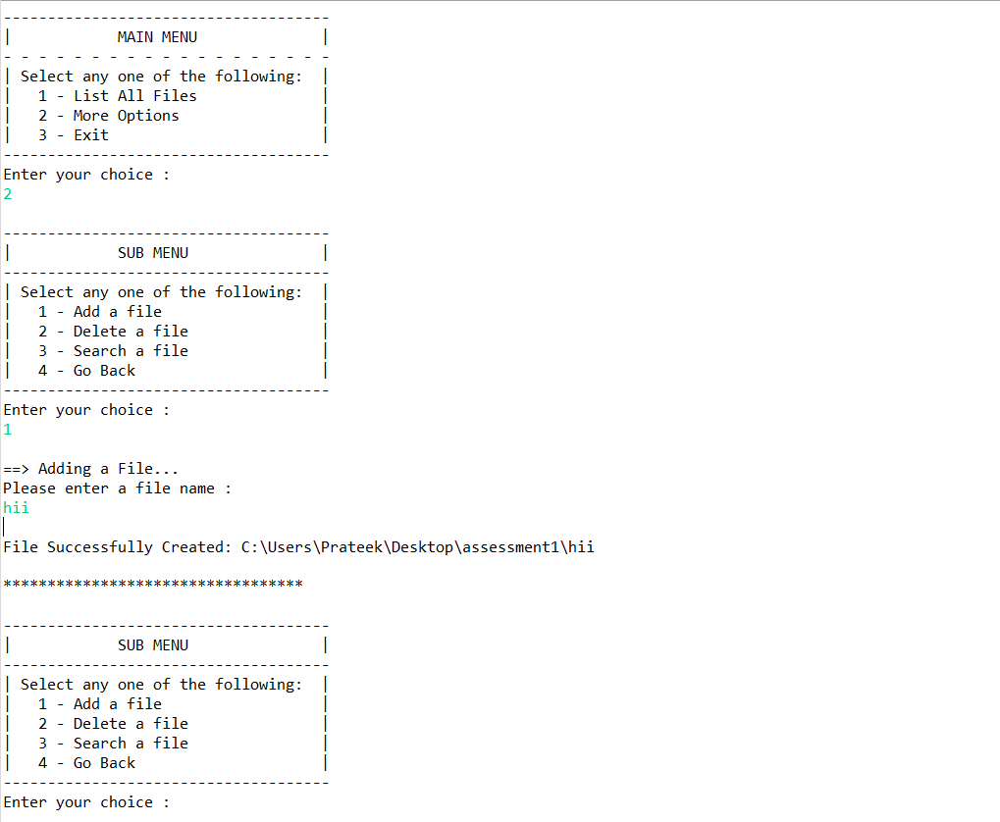 ------------------------------------
|            MAIN MENU              |
- - - - - - - - - - - - - - - - - - -
| Select any one of the following:  |
|   1 - List All Files              |
|   2 - More Options                |
|   3 - Exit                        |
-------------------------------------
Enter your choice :
2
-------------------------------------
|            SUB MENU               |
-------------------------------------
| Select any one of the following:  |
|   1 - Add a file                  |
|   2 - Delete a file               |
|   3 - Search a file               |
|   4 - Go Back                     |
-------------------------------------
Enter your choice :
1
==> Adding a File...
Please enter a file name :
hii
File Successfully Created: C:\Users\Prateek\Desktop\assessment1\hii
**********************************
-------------------------------------
|            SUB MENU               |
-------------------------------------
| Select any one of the following:  |
|   1 - Add a file                  |
|   2 - Delete a file               |
|   3 - Search a file               |
|   4 - Go Back                     |
-------------------------------------
Enter your choice :